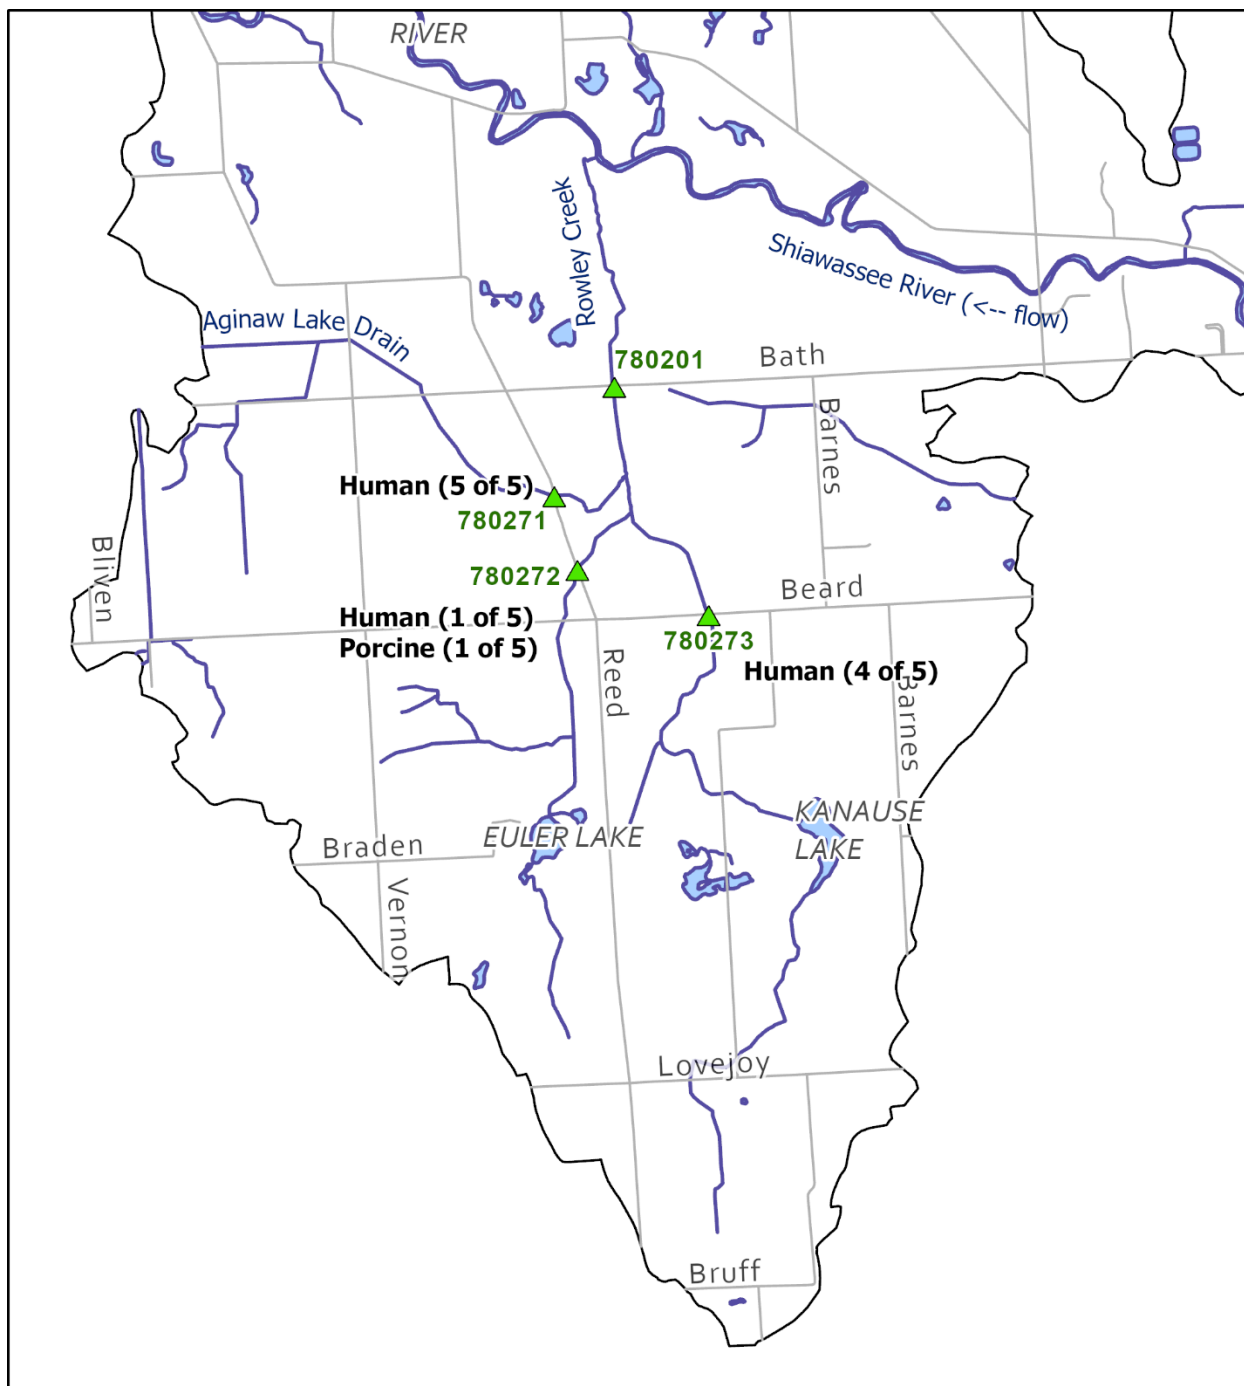 RIVER
Rowley Creek
Shiawassee River (<-- flow)
Aginaw Lake Drain
780201
Bath
Barnes
Human (5 of 5)
780271
Bliven
780272
Beard
Human (1 of 5)
Porcine (1 of 5)
780273
Reed
Human (4 of 5)
Barnes
KANAUSE
LAKE
EULER LAKE
Braden
Vernon
Lovejoy
Bruff